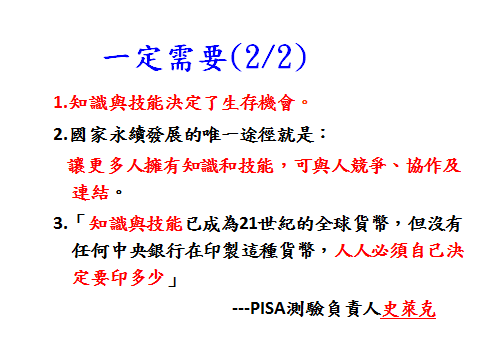 一定需要(2/2)
1.知識與技能決定了生存機會。
2.國家永續發展的唯一途徑就是：
讓更多人擁有知識和技能，可與人競爭、協作及
連結。
3.「知識與技能已成為21世紀的全球貨幣，但沒有
任何中央銀行在印製這種貨幣，人人必須自己決
定要印多少」
---PISA測驗負責人史萊克